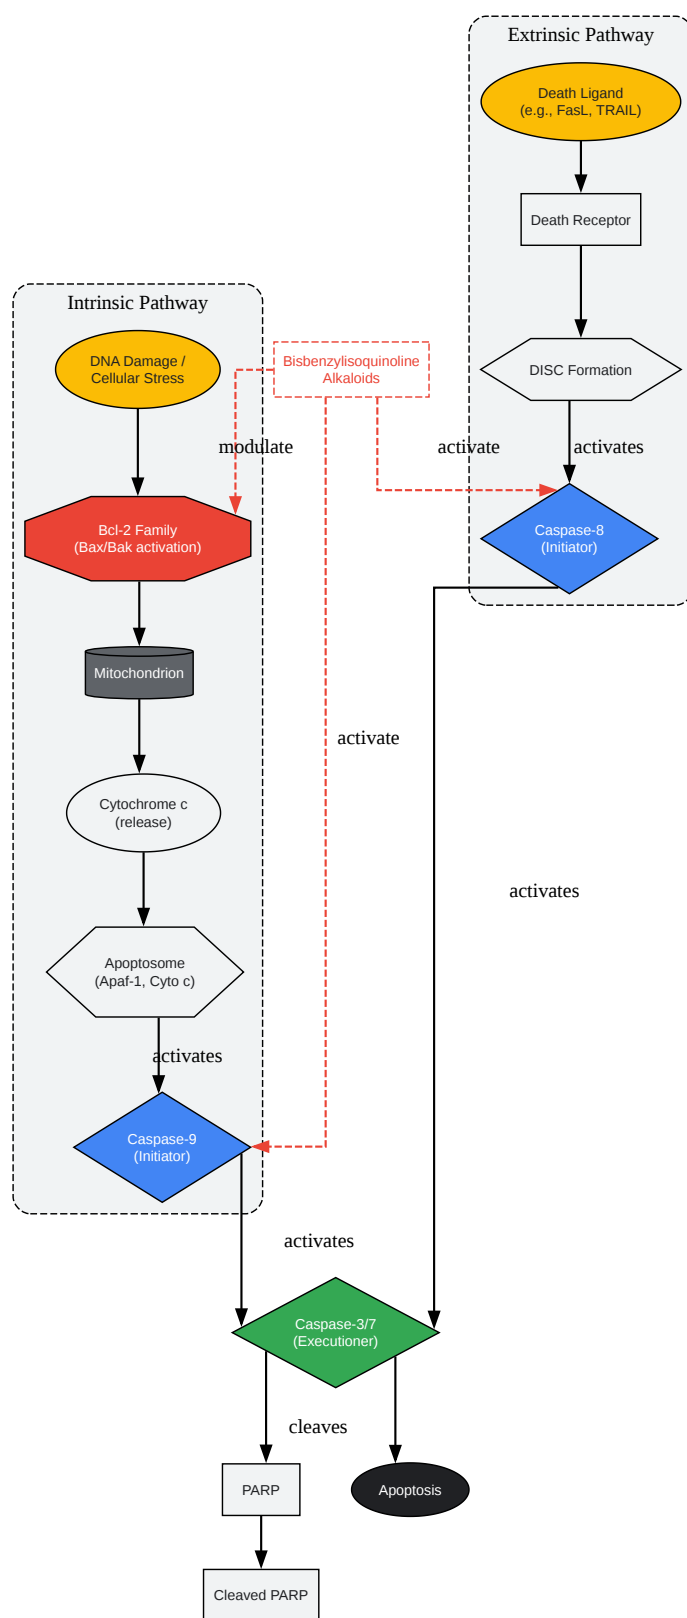 Extrinsic Pathway
Death Ligand
(e.g., FasL, TRAIL)
Death Receptor
Intrinsic Pathway
DNA Damage /
Cellular Stress
Bisbenzylisoquinoline
Alkaloids
DISC Formation
modulate
activate
activates
Bcl-2 Family
(Bax/Bak activation)
Caspase-8
(Initiator)
Mitochondrion
activate
Cytochrome c
(release)
activates
Apoptosome
(Apaf-1, Cyto c)
activates
Caspase-9
(Initiator)
activates
Caspase-3/7
(Executioner)
cleaves
PARP
Apoptosis
Cleaved PARP